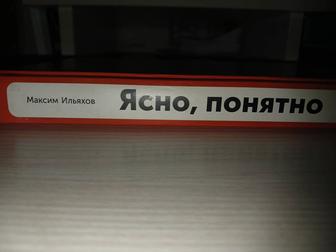 Максим Ильяхов Ясно, понятно